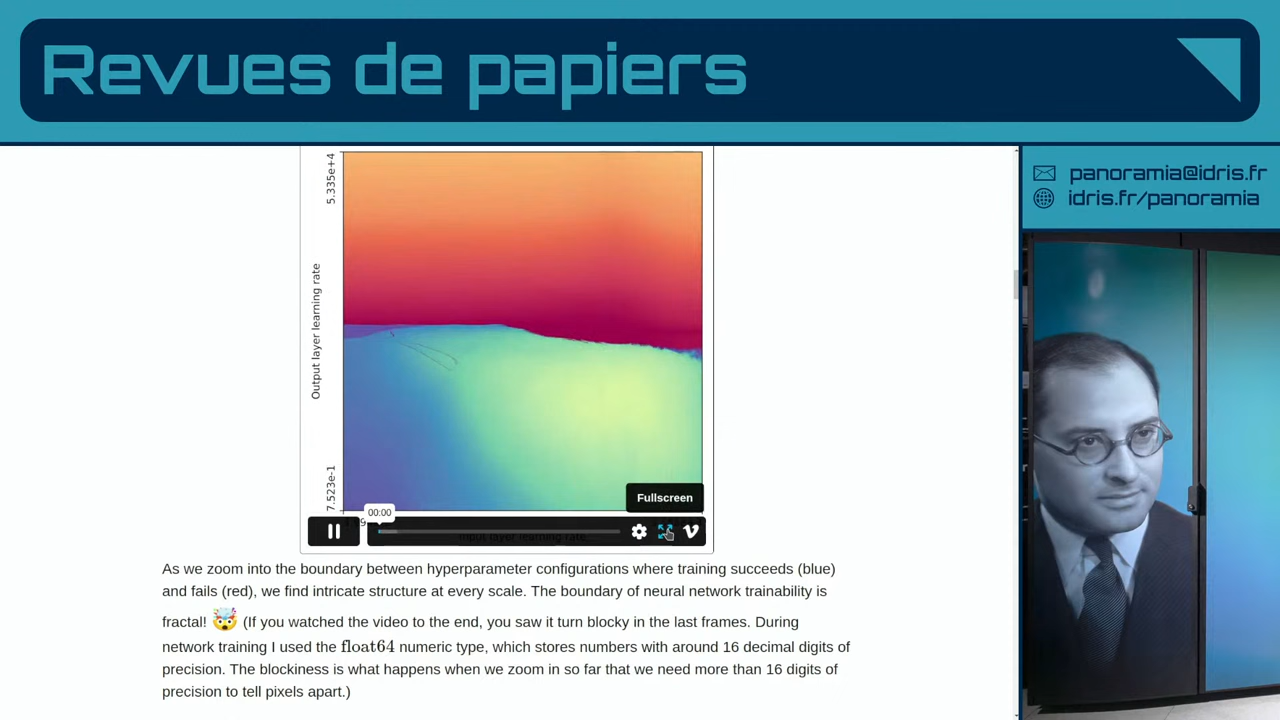 Revues de papiers
panoramia@idris.fr
idris.fr/panoramia
5.335e+4
Output layer learning rate
7.523e-1
Fullscreen
00:00
Input layer learning rate
As we zoom into the boundary between hyperparameter configurations where training succeeds (blue)
and fails (red), we find intricate structure at every scale. The boundary of neural network trainability is
fractal! 🤯 (If you watched the video to the end, you saw it turn blocky in the last frames. During
network training I used the float64 numeric type, which stores numbers with around 16 decimal digits of
precision. The blockiness is what happens when we zoom in so far that we need more than 16 digits of
precision to tell pixels apart.)